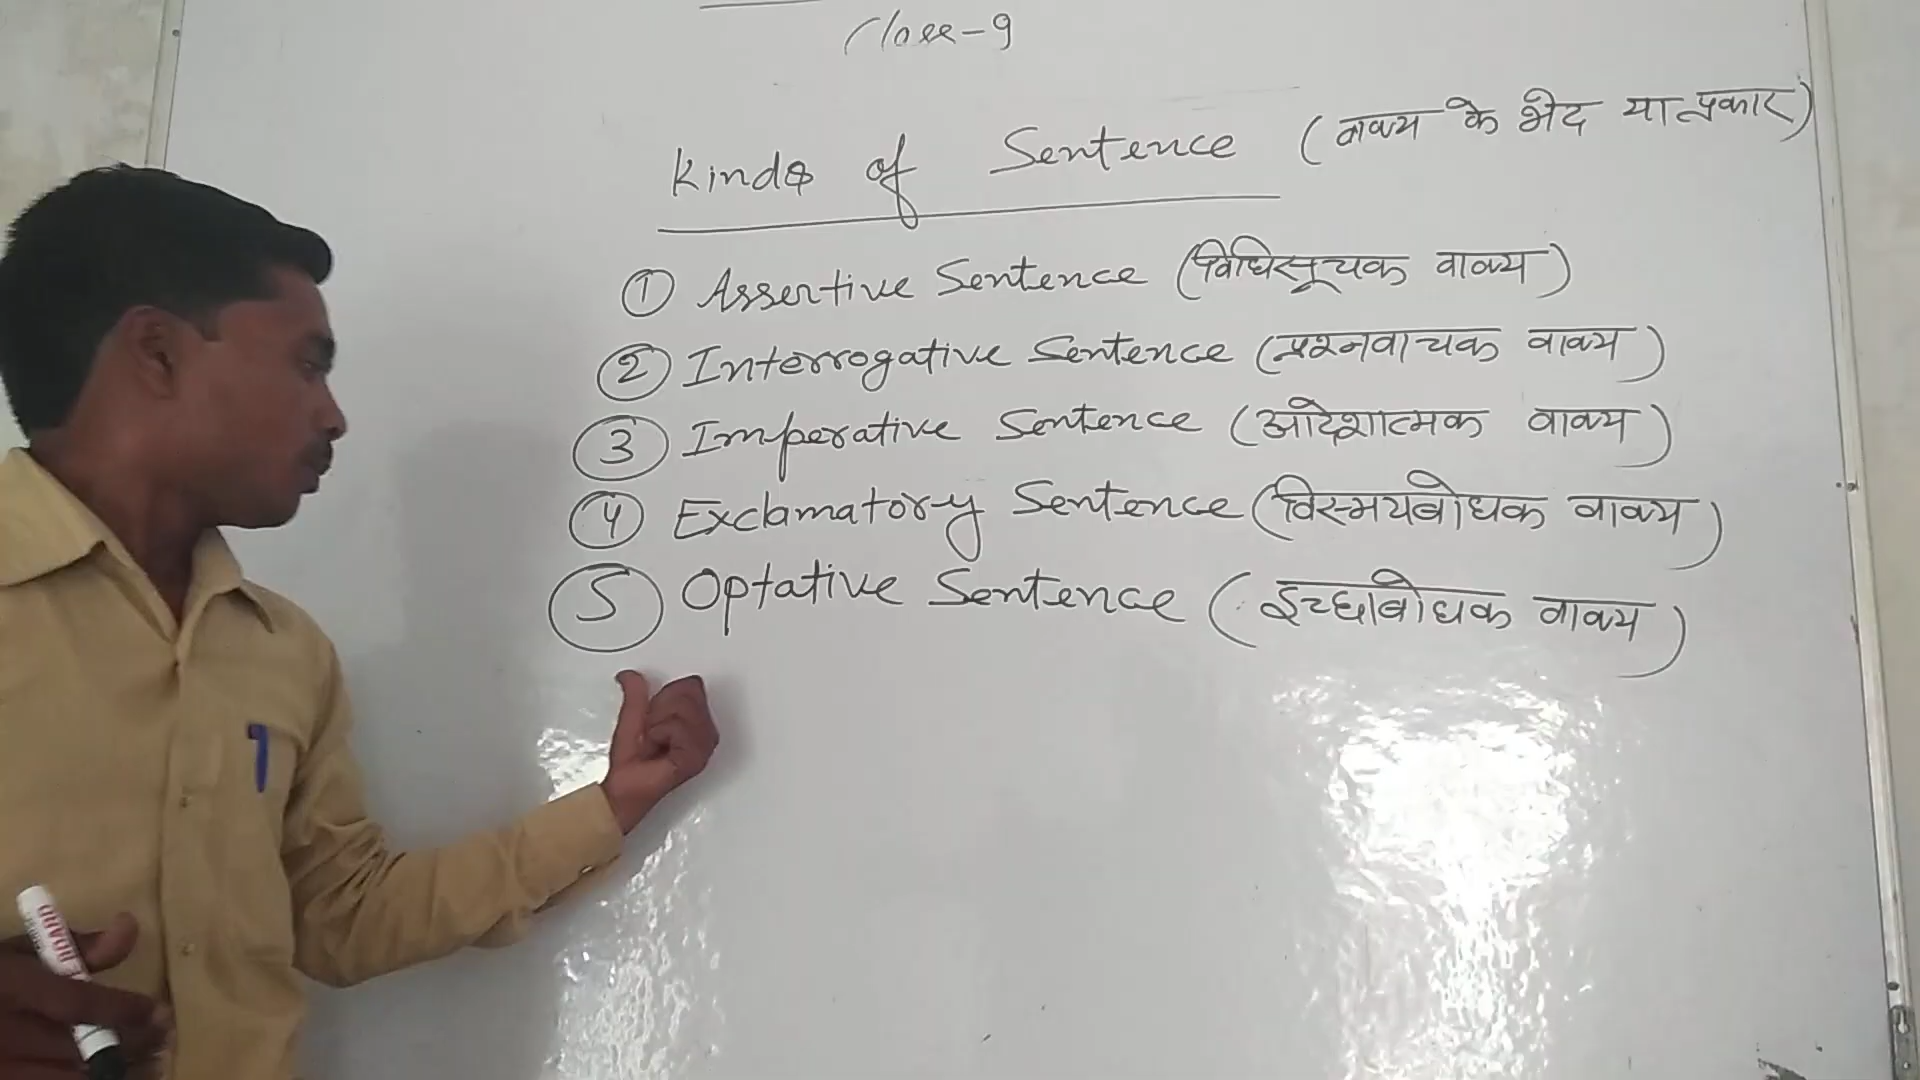 Class-9
Kinds of Sentence (वाक्य के भेद या प्रकार)
① Assertive Sentence (विधिसूचक वाक्य)
② Interrogative Sentence (प्रश्नवाचक वाक्य)
③ Imperative Sentence (आदेशात्मक वाक्य)
④ Exclamatory Sentence (विस्मयबोधक वाक्य)
⑤ Optative Sentence (इच्छाबोधक वाक्य)